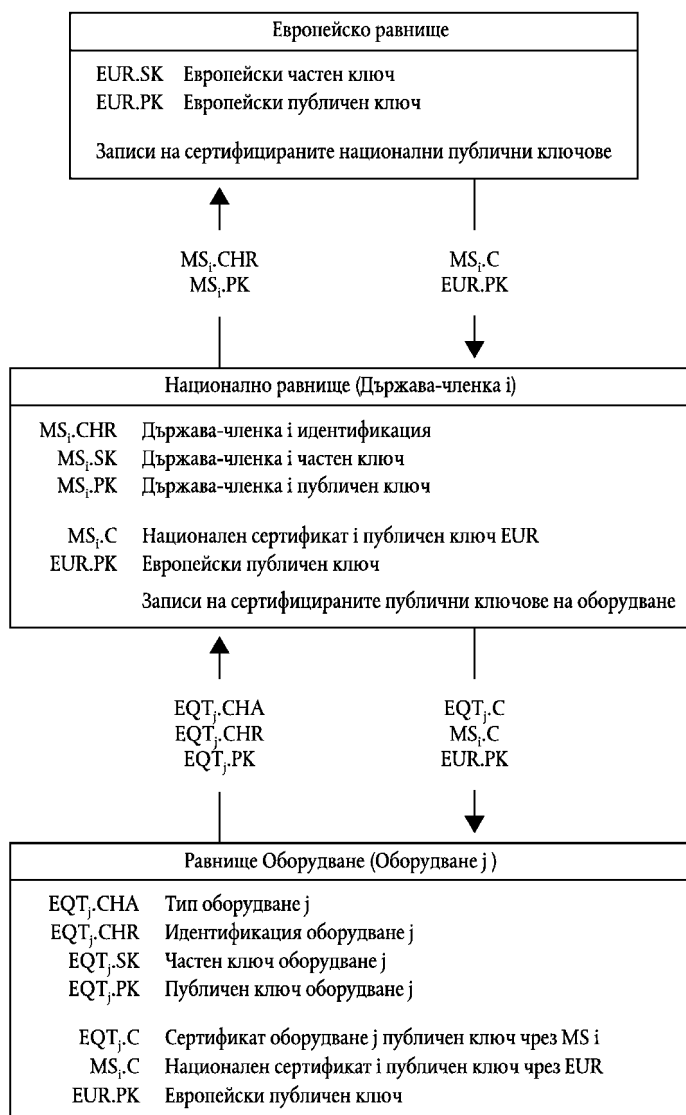 Европейско равнище
EUR.SK Европейски частен ключ
EUR.PK Европейски публичен ключ
Записи на сертифицираните национални публични ключове
MSi.CHR
MSi.PK
MSi.C
EUR.PK
Национално равнище (Държава-членка i)
MSi.CHR Държава-членка i идентификация
MSi.SK Държава-членка i частен ключ
MSi.PK Държава-членка i публичен ключ
MSi.C Национален сертификат i публичен ключ EUR
EUR.PK Европейски публичен ключ
Записи на сертифицираните публични ключове на оборудване
EQTj.CHA
EQTj.CHR
EQTj.PK
EQTj.C
MSi.C
EUR.PK
Равнище Оборудване (Оборудване j )
EQTj.CHA Тип оборудване j
EQTj.CHR Идентификация оборудване j
EQTj.SK Частен ключ оборудване j
EQTj.PK Публичен ключ оборудване j
EQTj.C Сертификат оборудване j публичен ключ чрез MS i
MSi.C Национален сертификат i публичен ключ чрез EUR
EUR.PK Европейски публичен ключ